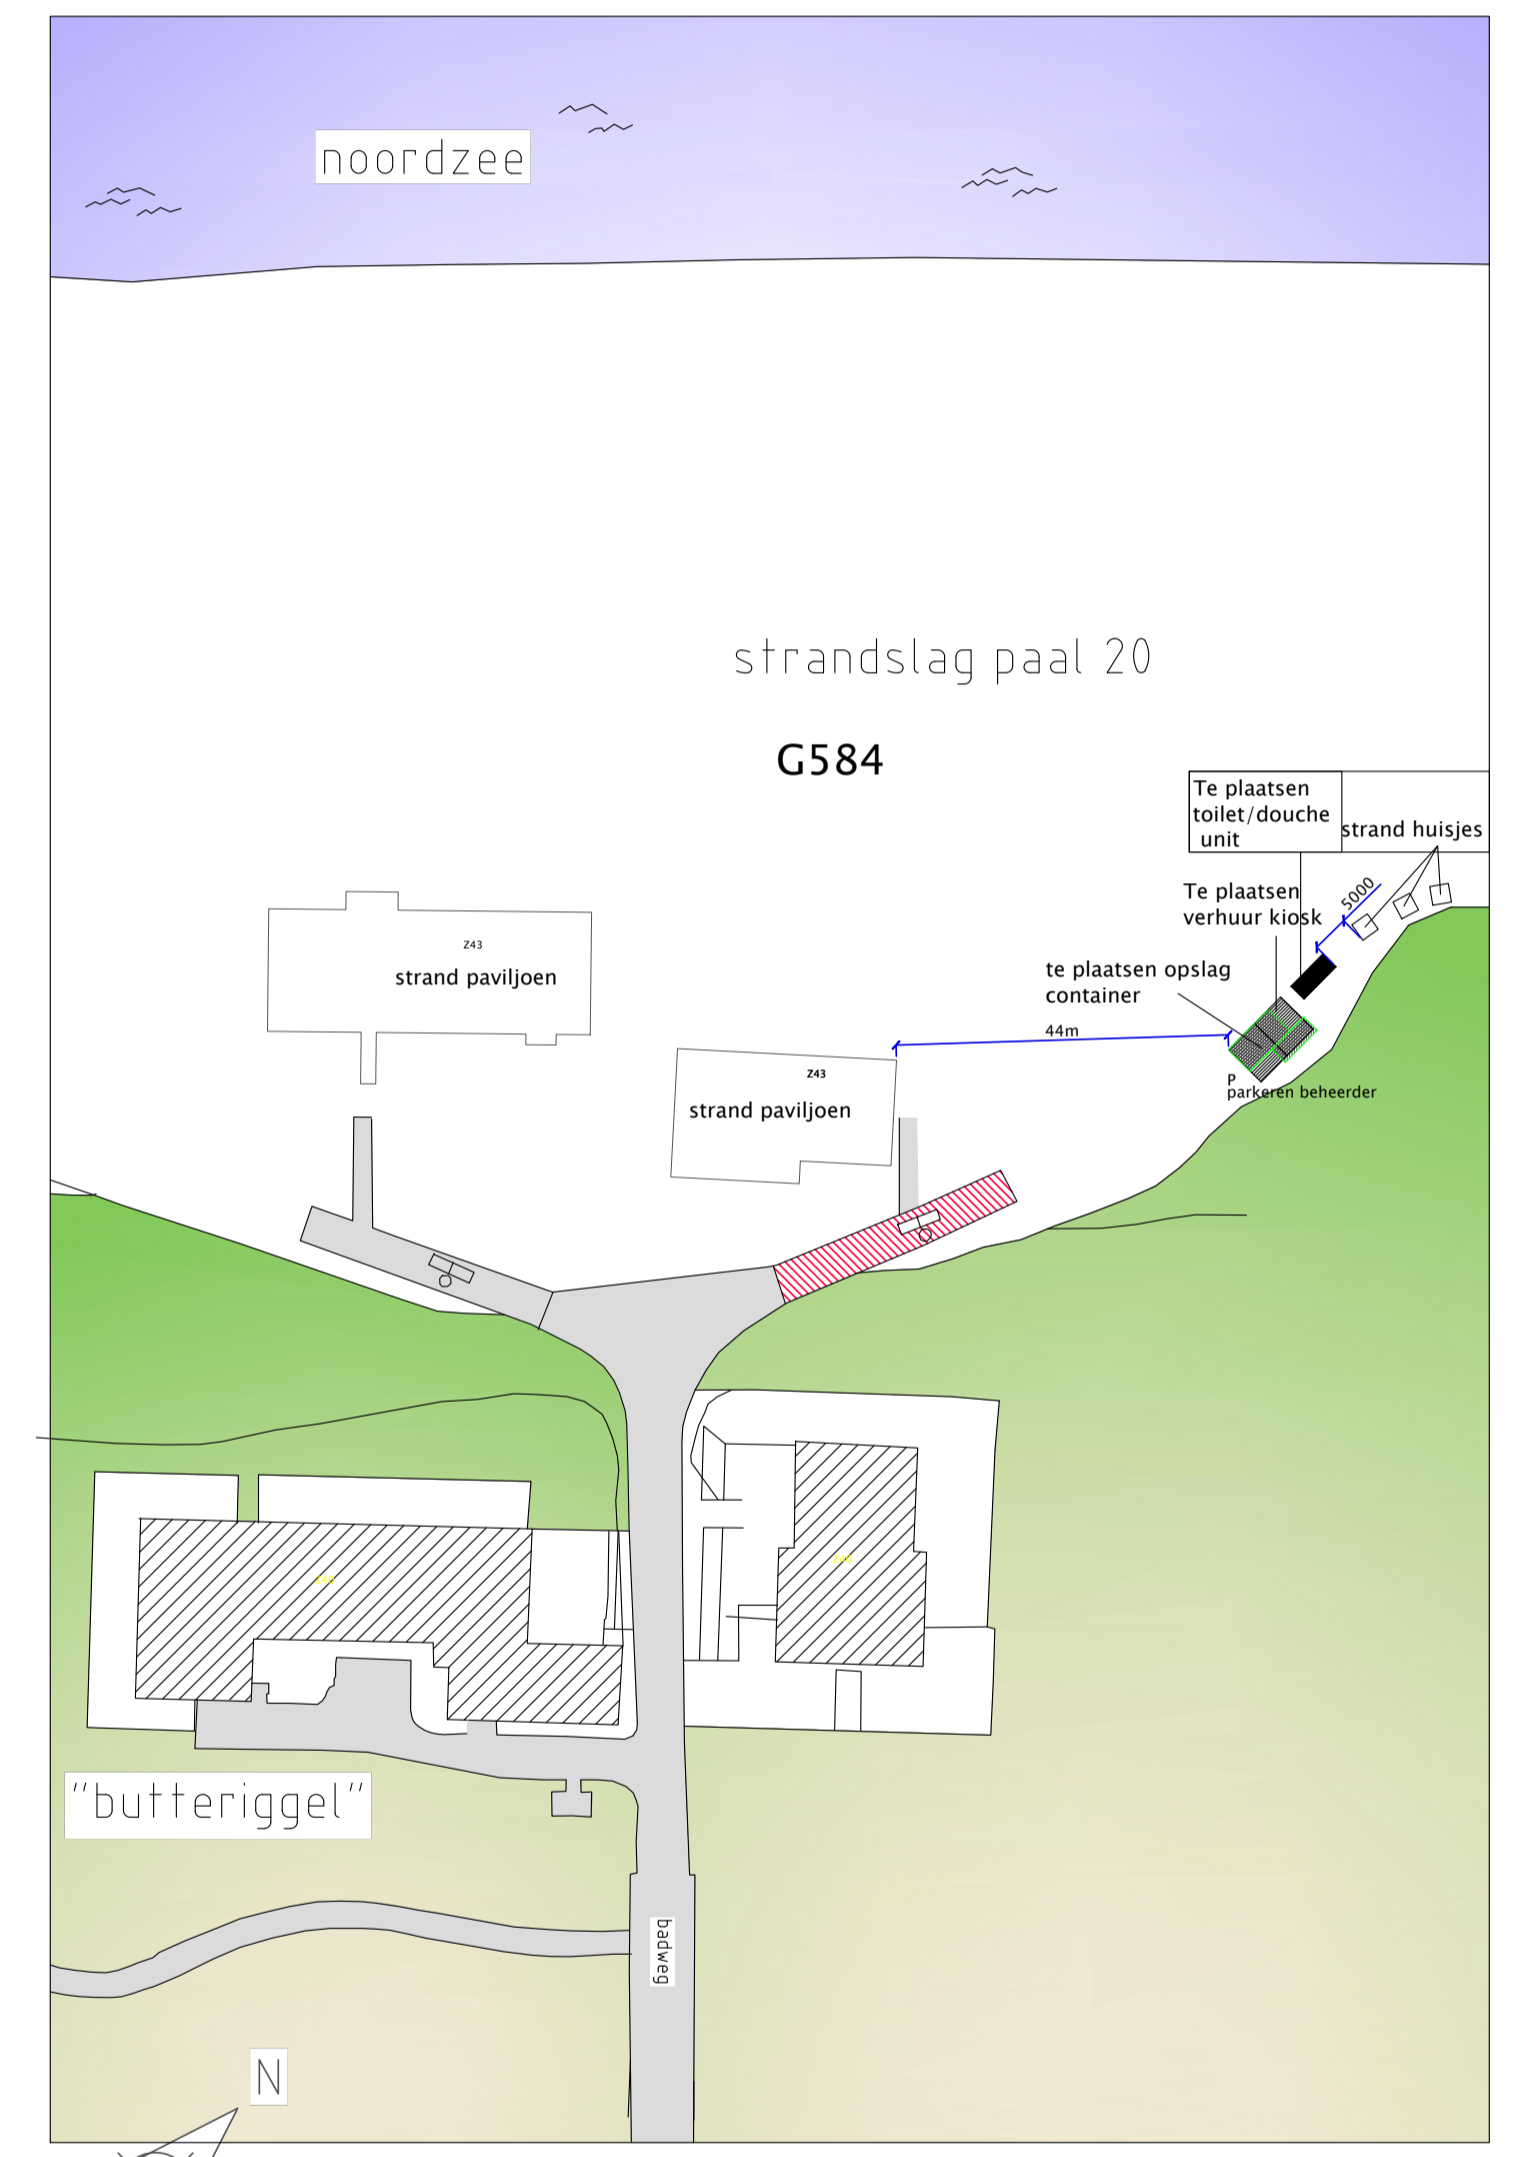 noordzee
strandslag paal 20
G584
Te plaatsen
toilet/douche
unit
strand huisjes
5000
Te plaatsen
verhuur kiosk
te plaatsen opslag
container
44m
P
parkeren beheerder
Z43
strand paviljoen
Z43
strand paviljoen
"butteriggel"
badweg
N